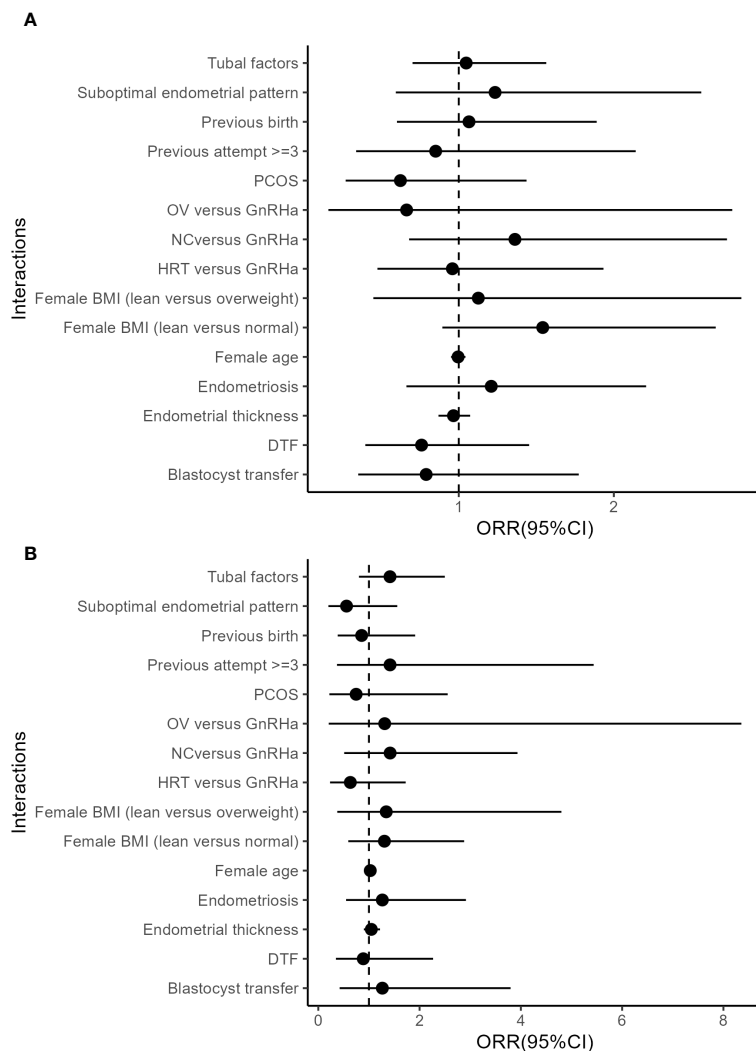 A
Interactions
Tubal factors
Suboptimal endometrial pattern
Previous birth
Previous attempt >=3
PCOS
OV versus GnRHa
NCversus GnRHa
HRT versus GnRHa
Female BMI (lean versus overweight)
Female BMI (lean versus normal)
Female age
Endometriosis
Endometrial thickness
DTF
Blastocyst transfer
1 2
ORR(95%CI)
B
Interactions
Tubal factors
Suboptimal endometrial pattern
Previous birth
Previous attempt >=3
PCOS
OV versus GnRHa
NCversus GnRHa
HRT versus GnRHa
Female BMI (lean versus overweight)
Female BMI (lean versus normal)
Female age
Endometriosis
Endometrial thickness
DTF
Blastocyst transfer
0 2 4 6 8
ORR(95%CI)